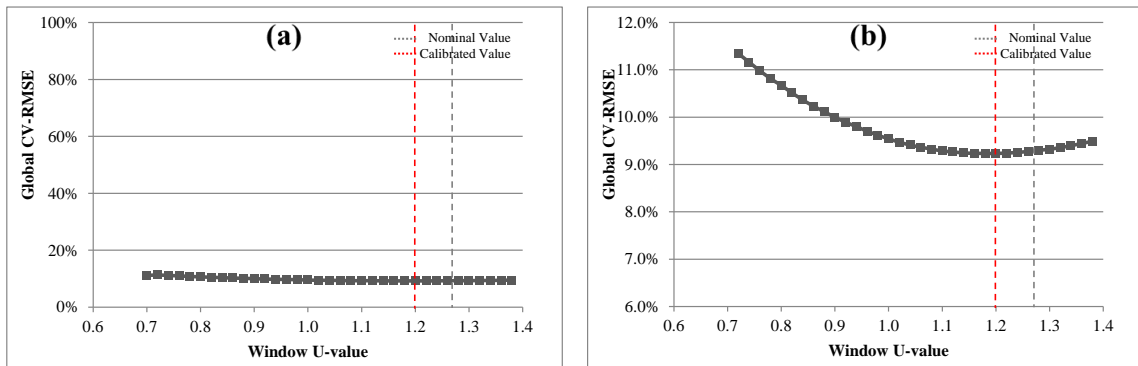 (a)
Nominal Value
Calibrated Value
Global CV-RMSE
100%
80%
60%
40%
20%
0%
0.6 0.7 0.8 0.9 1.0 1.1 1.2 1.3 1.4
Window U-value
(b)
Nominal Value
Calibrated Value
Global CV-RMSE
12.0%
11.0%
10.0%
9.0%
8.0%
7.0%
6.0%
0.6 0.7 0.8 0.9 1.0 1.1 1.2 1.3 1.4
Window U-value